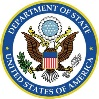 DEPARTMENT OF STATE
UNITED STATES OF AMERICA